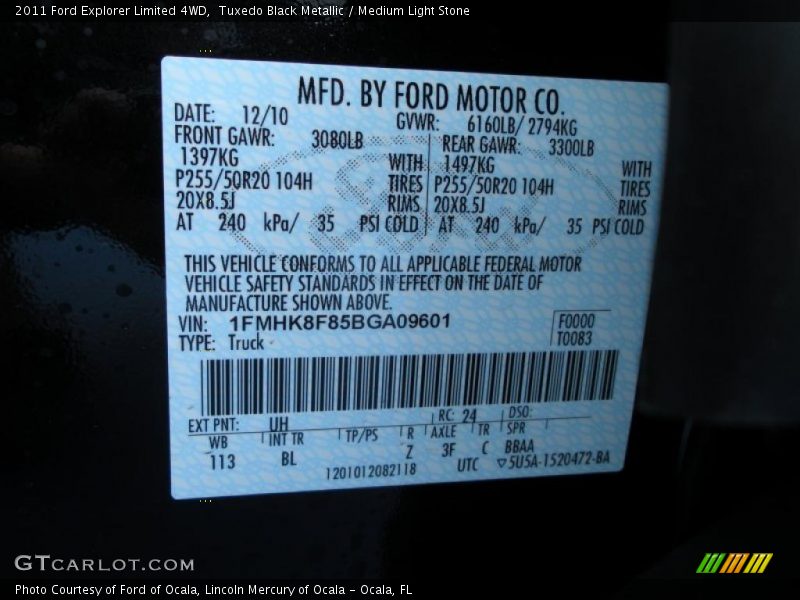 2011 Ford Explorer Limited 4WD, Tuxedo Black Metallic / Medium Light Stone
MFD. BY FORD MOTOR CO.
DATE: 12/10 GVWR: 6160LB/ 2794KG
FRONT GAWR: 3080LB REAR GAWR: 3300LB
1397KG WITH 1497KG WITH
P255/50R20 104H TIRES P255/50R20 104H TIRES
20X8.5J RIMS 20X8.5J RIMS
AT 240 kPa/ 35 PSI COLD AT 240 kPa/ 35 PSI COLD
THIS VEHICLE CONFORMS TO ALL APPLICABLE FEDERAL MOTOR
VEHICLE SAFETY STANDARDS IN EFFECT ON THE DATE OF
MANUFACTURE SHOWN ABOVE.
VIN: 1FMHK8F85BGA09601 F0000
TYPE: Truck T0083
EXT PNT: UH RC: 24 DSO:
WB INT TR TP/PS R AXLE TR SPR
113 BL Z 3F C BBAA
1201012082118 UTC ▽5U5A-1520472-BA
GTCARLOT.COM
Photo Courtesy of Ford of Ocala, Lincoln Mercury of Ocala - Ocala, FL